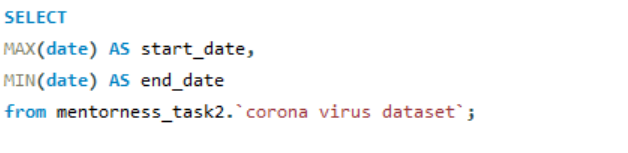 SELECT
MAX(date) AS start_date,
MIN(date) AS end_date
from mentorness_task2.`corona virus dataset`;